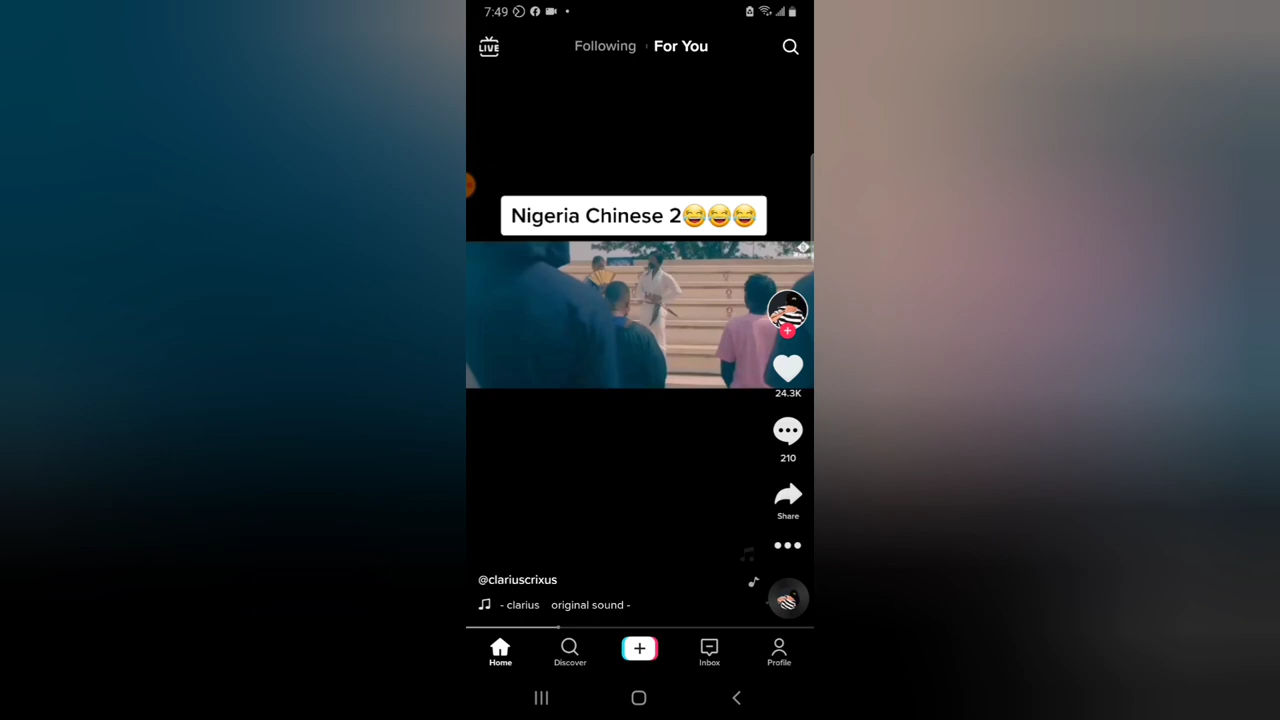 7:49
LIVE
Following
For You
Nigeria Chinese 2😂😂😂
24.3K
210
Share
@clariuscrixus
- clarius original sound -
Home
Discover
Inbox
Profile